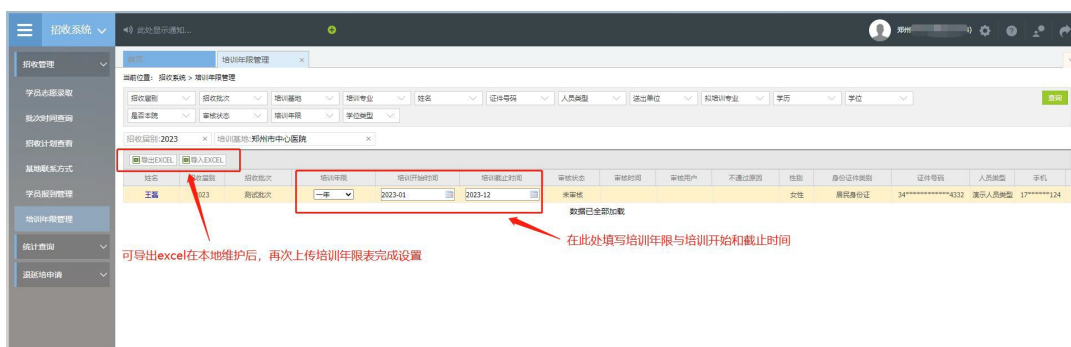 招收系统
此处显示通知...
郑州
招收管理
学员志愿录取
批次时间查询
招收计划查看
基地联系方式
学员报到管理
培训年限管理
统计查询
退延培申请
首页
培训年限管理 ×
当前位置: 招收系统 > 培训年限管理
招收届别 招收批次 培训基地 培训专业 姓名 证件号码 人员类型 送出单位 拟培训专业 学历 学位 查询
是否本院 审核状态 培训年限 学位类型
招收届别:2023 × 培训基地:郑州市中心医院 ×
导出EXCEL 导入EXCEL
姓名 招收届别 招收批次 培训年限 培训开始时间 培训截止时间 审核状态 审核时间 审核用户 不通过原因 性别 身份证件类别 证件号码 人员类型 手机
王磊 2023 测试批次 一年 2023-01 2023-12 未审核 女性 居民身份证 34************4332 演示人员类型 17******124
数据已全部加载
在此处填写培训年限与培训开始和截止时间
可导出excel在本地维护后，再次上传培训年限表完成设置